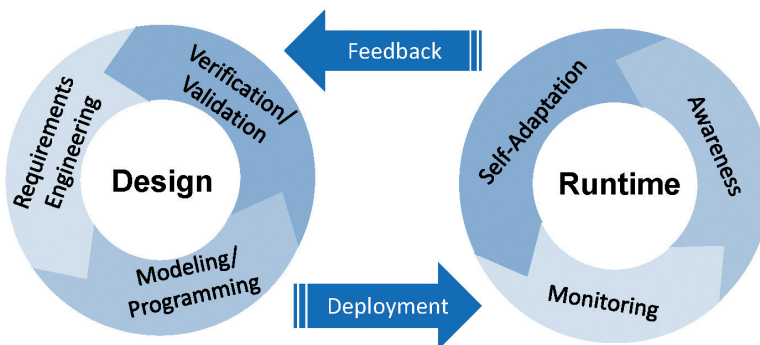 Feedback
Requirements
Engineering
Verification/
Validation
Design
Modeling/
Programming
Self-Adaptation
Awareness
Runtime
Monitoring
Deployment